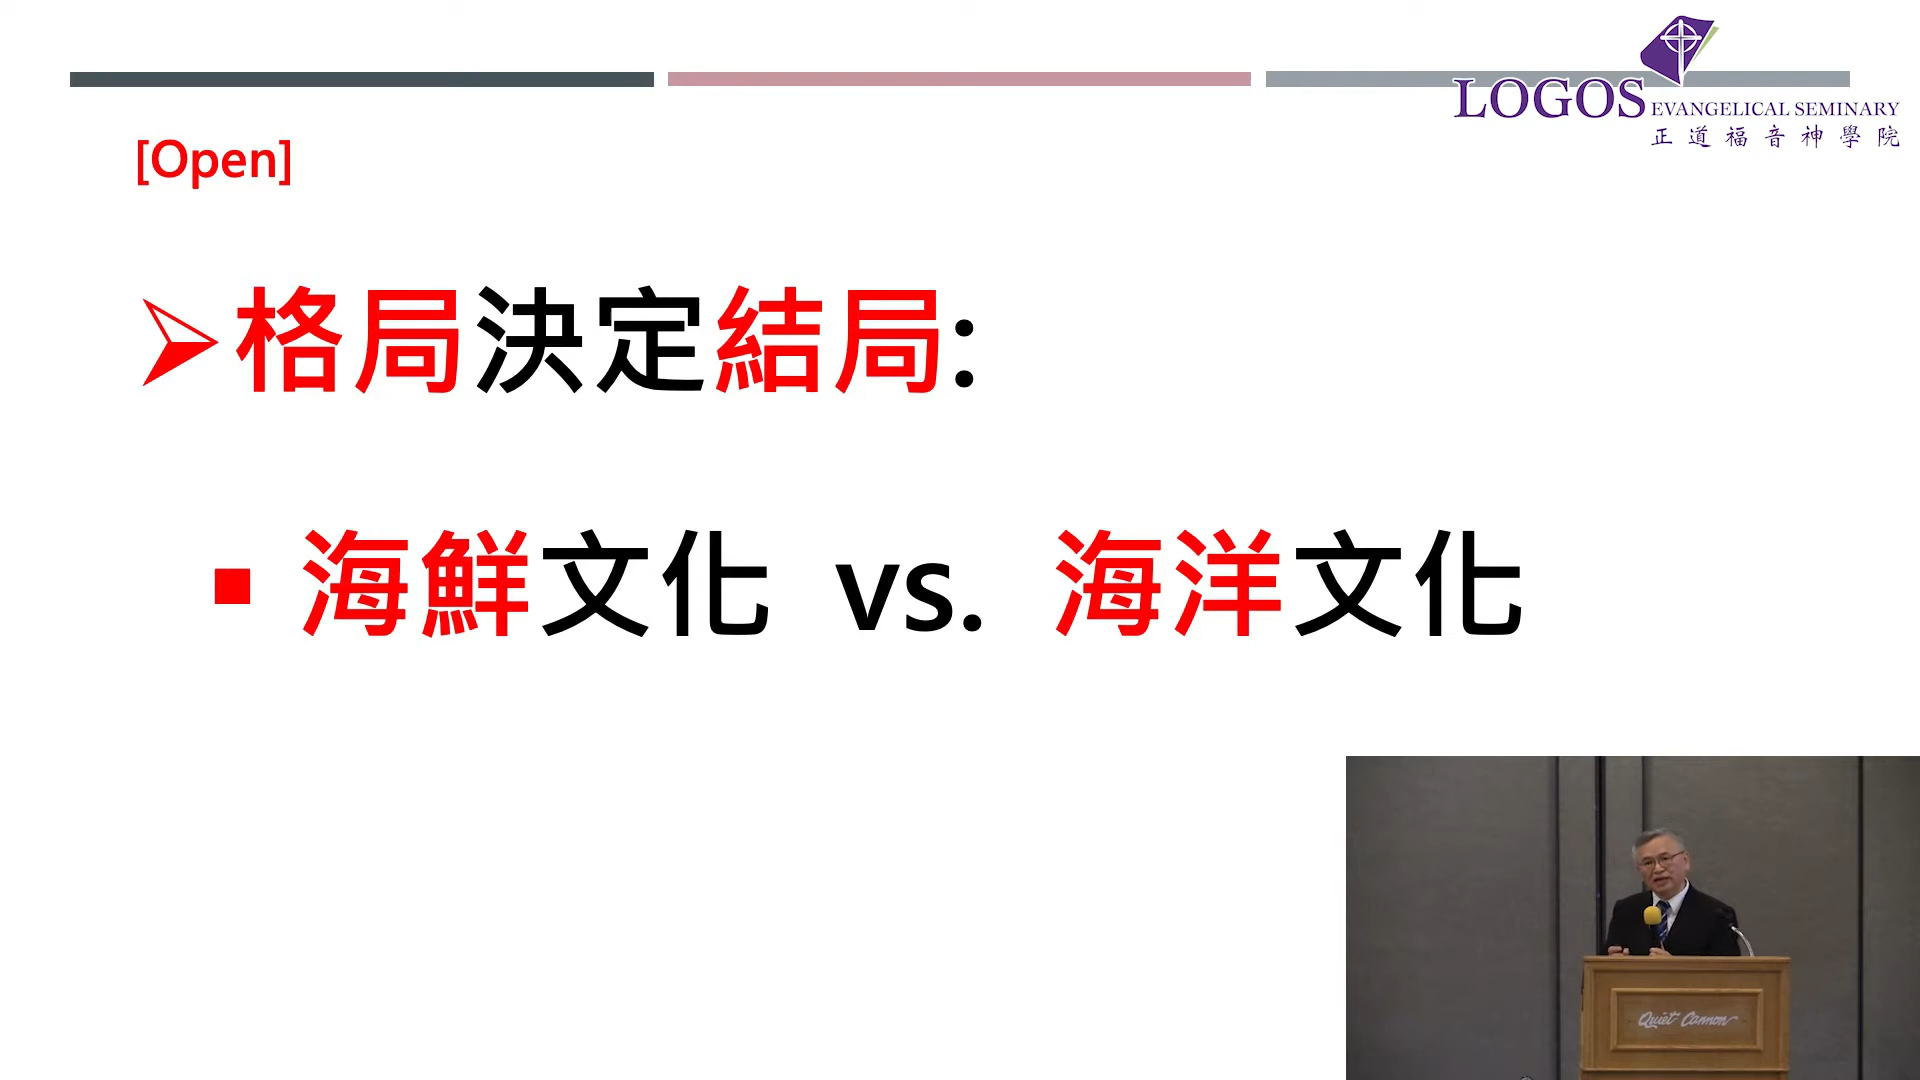 LOGOS EVANGELICAL SEMINARY
正道福音神學院
[Open]
格局決定結局:
海鮮文化 vs. 海洋文化
Quiet Cannon